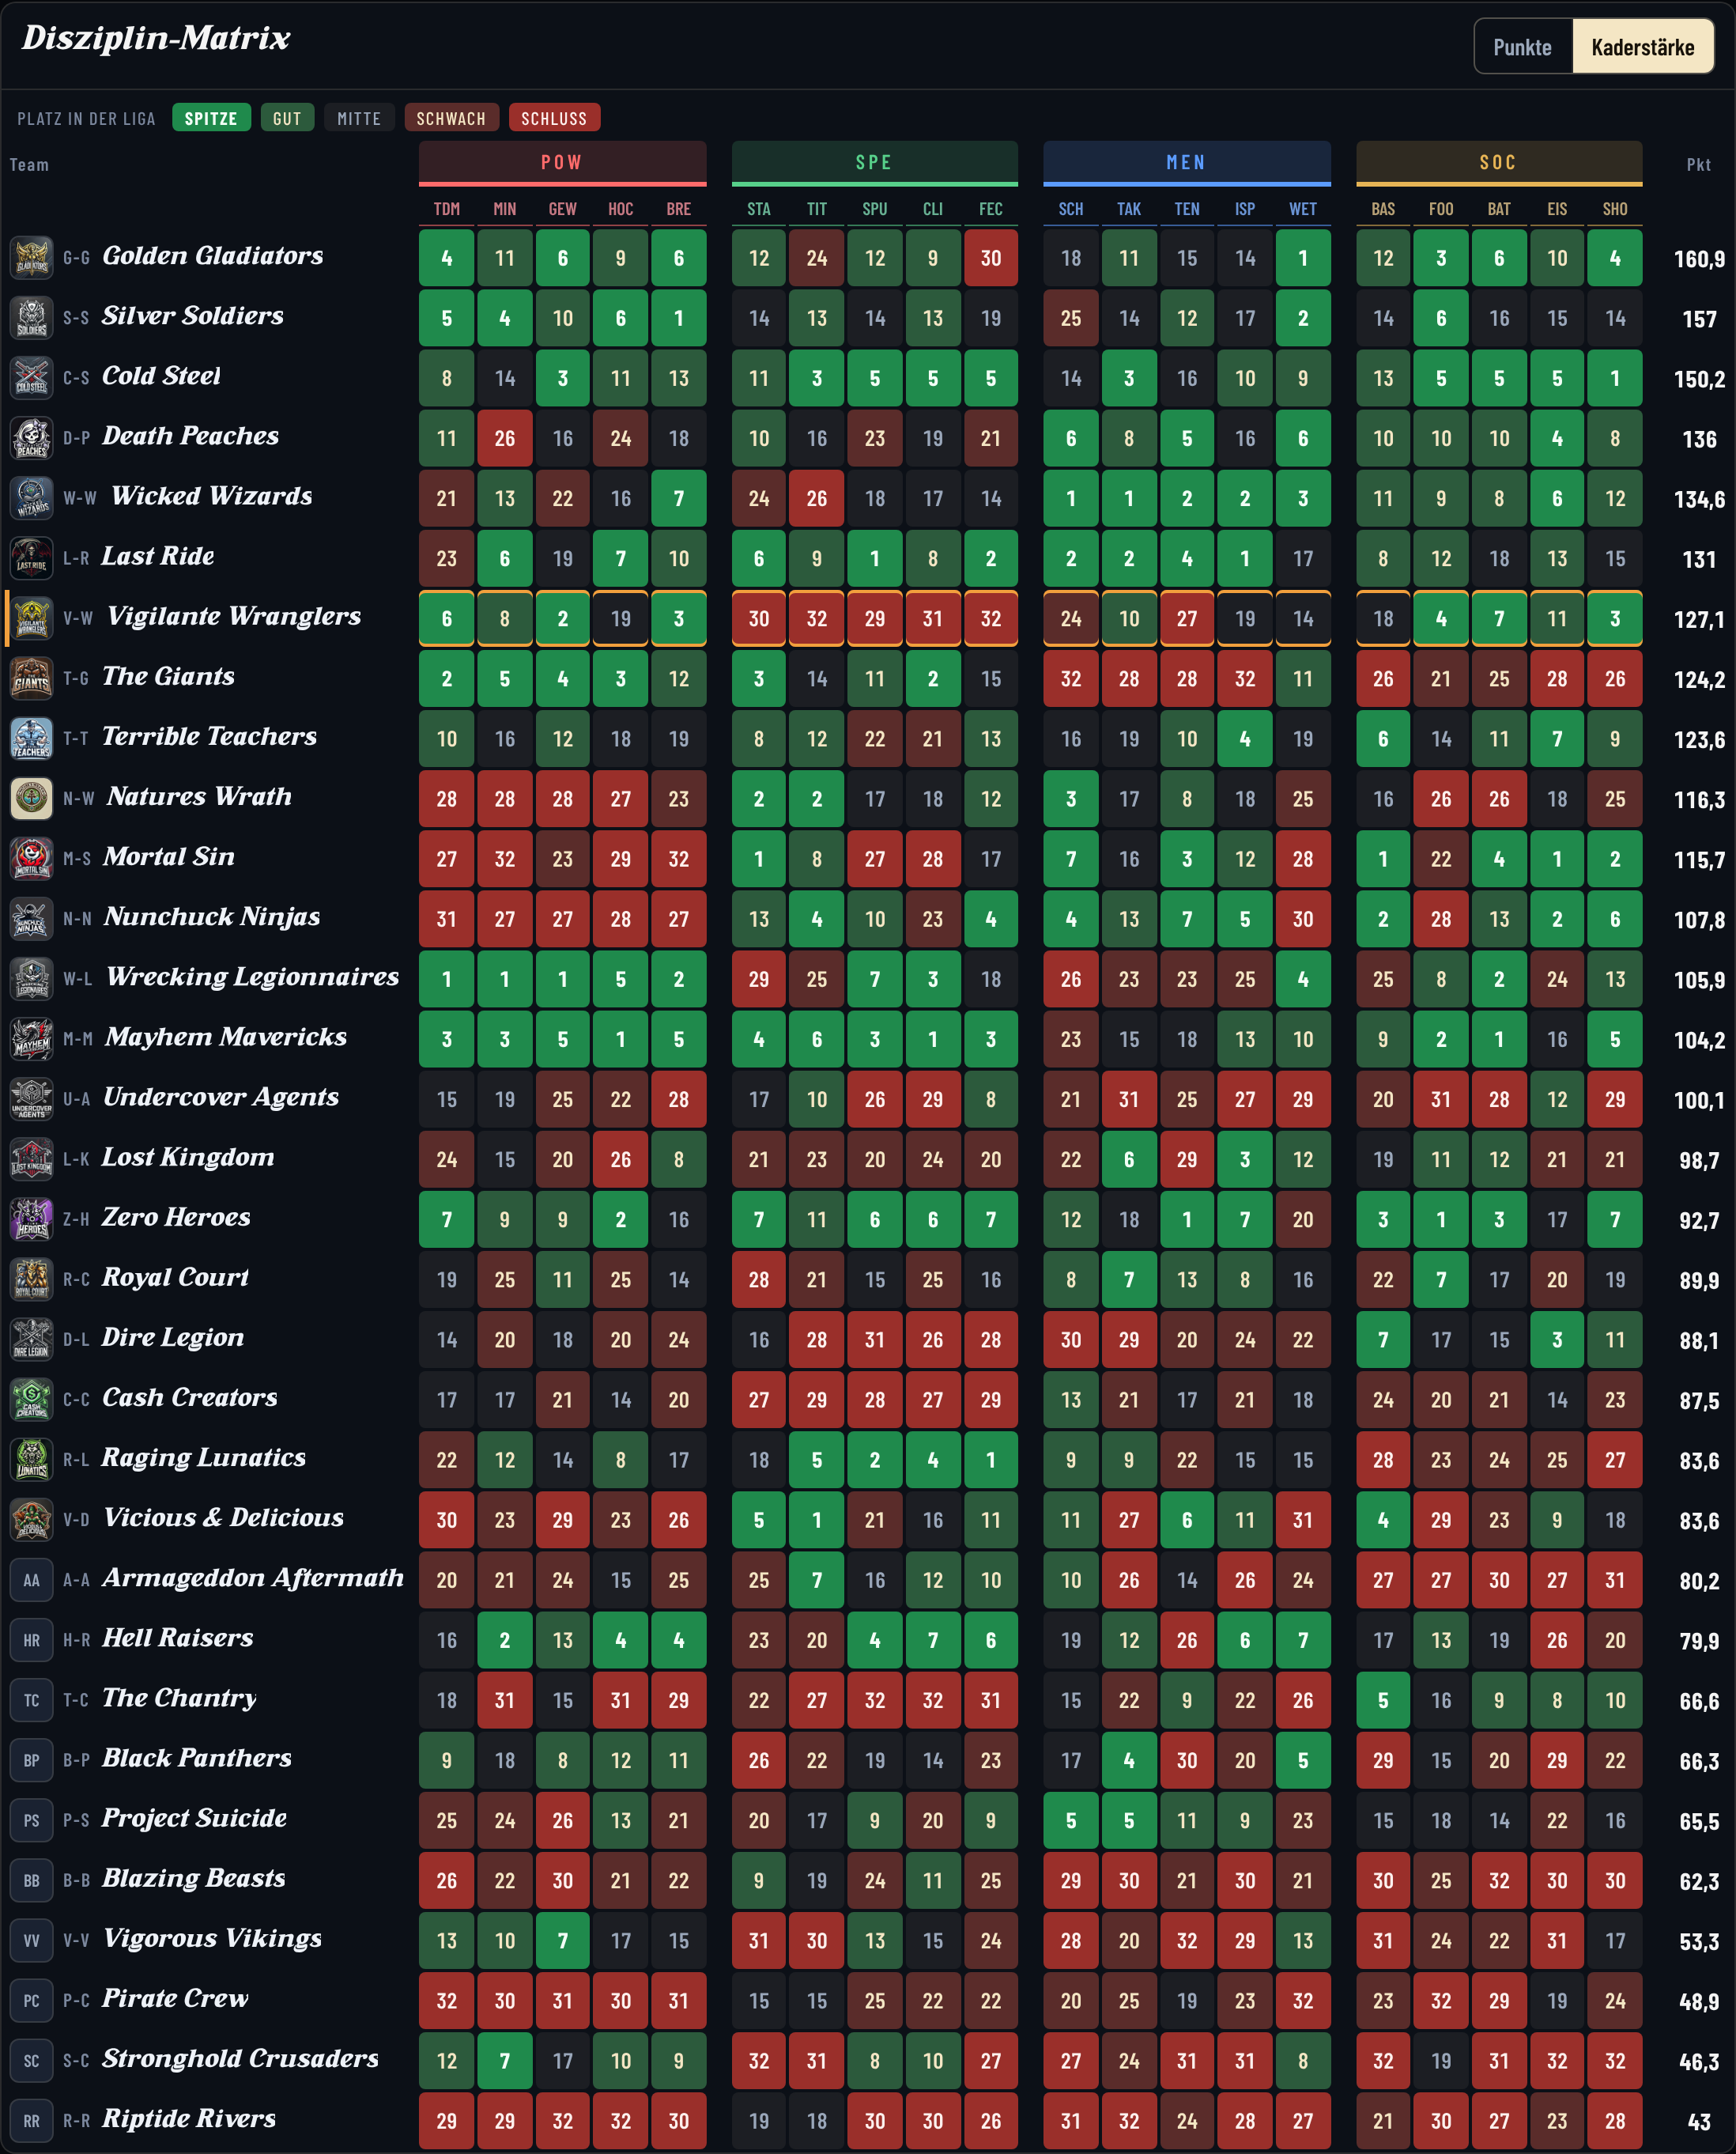 Disziplin-Matrix
Punkte Kaderstärke
PLATZ IN DER LIGA SPITZE GUT MITTE SCHWACH SCHLUSS
Team POW SPE MEN SOC Pkt
TDM MIN GEW HOC BRE STA TIT SPU CLI FEC SCH TAK TEN ISP WET BAS FOO BAT EIS SHO
G-G Golden Gladiators 4 11 6 9 6 12 24 12 9 30 18 11 15 14 1 12 3 6 10 4 160,9
S-S Silver Soldiers 5 4 10 6 1 14 13 14 13 19 25 14 12 17 2 14 6 16 15 14 157
C-S Cold Steel 8 14 3 11 13 11 3 5 5 5 14 3 16 10 9 13 5 5 5 1 150,2
D-P Death Peaches 11 26 16 24 18 10 16 23 19 21 6 8 5 16 6 10 10 10 4 8 136
W-W Wicked Wizards 21 13 22 16 7 24 26 18 17 14 1 1 2 2 3 11 9 8 6 12 134,6
L-R Last Ride 23 6 19 7 10 6 9 1 8 2 2 2 4 1 17 8 12 18 13 15 131
V-W Vigilante Wranglers 6 8 2 19 3 30 32 29 31 32 24 10 27 19 14 18 4 7 11 3 127,1
T-G The Giants 2 5 4 3 12 3 14 11 2 15 32 28 28 32 11 26 21 25 28 26 124,2
T-T Terrible Teachers 10 16 12 18 19 8 12 22 21 13 16 19 10 4 19 6 14 11 7 9 123,6
N-W Natures Wrath 28 28 28 27 23 2 2 17 18 12 3 17 8 18 25 16 26 26 18 25 116,3
M-S Mortal Sin 27 32 23 29 32 1 8 27 28 17 7 16 3 12 28 1 22 4 1 2 115,7
N-N Nunchuck Ninjas 31 27 27 28 27 13 4 10 23 4 4 13 7 5 30 2 28 13 2 6 107,8
W-L Wrecking Legionnaires 1 1 1 5 2 29 25 7 3 18 26 23 23 25 4 25 8 2 24 13 105,9
M-M Mayhem Mavericks 3 3 5 1 5 4 6 3 1 3 23 15 18 13 10 9 2 1 16 5 104,2
U-A Undercover Agents 15 19 25 22 28 17 10 26 29 8 21 31 25 27 29 20 31 28 12 29 100,1
L-K Lost Kingdom 24 15 20 26 8 21 23 20 24 20 22 6 29 3 12 19 11 12 21 21 98,7
Z-H Zero Heroes 7 9 9 2 16 7 11 6 6 7 12 18 1 7 20 3 1 3 17 7 92,7
R-C Royal Court 19 25 11 25 14 28 21 15 25 16 8 7 13 8 16 22 7 17 20 19 89,9
D-L Dire Legion 14 20 18 20 24 16 28 31 26 28 30 29 20 24 22 7 17 15 3 11 88,1
C-C Cash Creators 17 17 21 14 20 27 29 28 27 29 13 21 17 21 18 24 20 21 14 23 87,5
R-L Raging Lunatics 22 12 14 8 17 18 5 2 4 1 9 9 22 15 15 28 23 24 25 27 83,6
V-D Vicious & Delicious 30 23 29 23 26 5 1 21 16 11 11 27 6 11 31 4 29 23 9 18 83,6
AA A-A Armageddon Aftermath 20 21 24 15 25 25 7 16 12 10 10 26 14 26 24 27 27 30 27 31 80,2
HR H-R Hell Raisers 16 2 13 4 4 23 20 4 7 6 19 12 26 6 7 17 13 19 26 20 79,9
TC T-C The Chantry 18 31 15 31 29 22 27 32 32 31 15 22 9 22 26 5 16 9 8 10 66,6
BP B-P Black Panthers 9 18 8 12 11 26 22 19 14 23 17 4 30 20 5 29 15 20 29 22 66,3
PS P-S Project Suicide 25 24 26 13 21 20 17 9 20 9 5 5 11 9 23 15 18 14 22 16 65,5
BB B-B Blazing Beasts 26 22 30 21 22 9 19 24 11 25 29 30 21 30 21 30 25 32 30 30 62,3
VV V-V Vigorous Vikings 13 10 7 17 15 31 30 13 15 24 28 20 32 29 13 31 24 22 31 17 53,3
PC P-C Pirate Crew 32 30 31 30 31 15 15 25 22 22 20 25 19 23 32 23 32 29 19 24 48,9
SC S-C Stronghold Crusaders 12 7 17 10 9 32 31 8 10 27 27 24 31 31 8 32 19 31 32 32 46,3
RR R-R Riptide Rivers 29 29 32 32 30 19 18 30 30 26 31 32 24 28 27 21 30 27 23 28 43